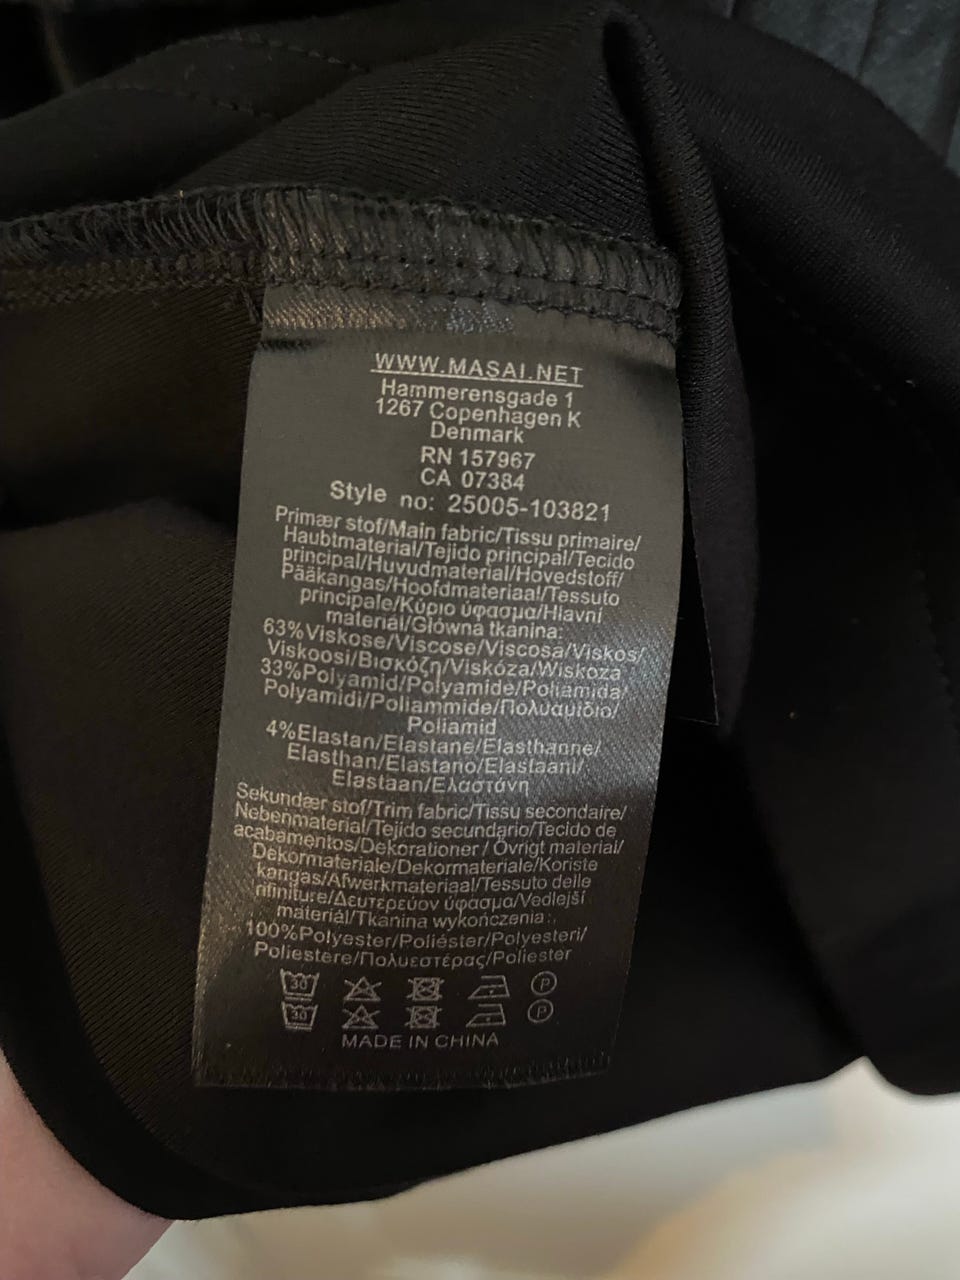 WWW.MASAI.NET
Hammerensgade 1
1267 Copenhagen K
Denmark
RN 157967
CA 07384
Style no: 25005-103821
Primær stof/Main fabric/Tissu primaire/
Haubtmaterial/Tejido principal/Tecido
principal/Huvudmaterial/Hovedstoff/
Pääkangas/Hoofdmateriaal/Tessuto
principale/Κύριο ύφασμα/Hlavní
materiál/Główna tkanina:
63%Viskose/Viscose/Viscosa/Viskos/
Viskoosi/Βισκόζη/Viskóza/Wiskoza
33%Polyamid/Polyamide/Poliamida/
Polyamidi/Poliammide/Πολυαμίδιο/
Poliamid
4%Elastan/Elastane/Elasthanne/
Elasthan/Elastano/Elastaani/
Elastaan/Ελαστάνη
Sekundær stof/Trim fabric/Tissu secondaire/
Nebenmaterial/Tejido secundario/Tecido de
acabamentos/Dekorationer / Övrigt material/
Dekormateriale/Dekormateriale/Koriste
kangas/Afwerkmateriaal/Tessuto delle
rifiniture/Δευτερεύον ύφασμα/Vedlejší
materiál/Tkanina wykończenia:
100%Polyester/Poliéster/Polyesteri/
Poliestere/Πολυεστέρας/Poliester
30 P
30 P
MADE IN CHINA